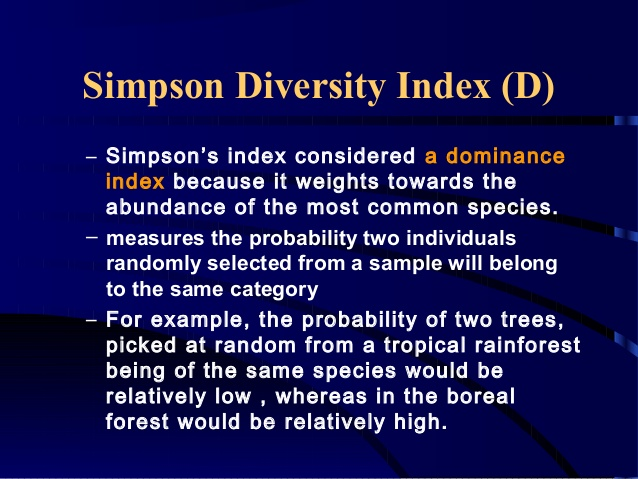 Simpson Diversity Index (D)
– Simpson’s index considered a dominance
index because it weights towards the
abundance of the most common species.
– measures the probability two individuals
randomly selected from a sample will belong
to the same category
– For example, the probability of two trees,
picked at random from a tropical rainforest
being of the same species would be
relatively low , whereas in the boreal
forest would be relatively high.